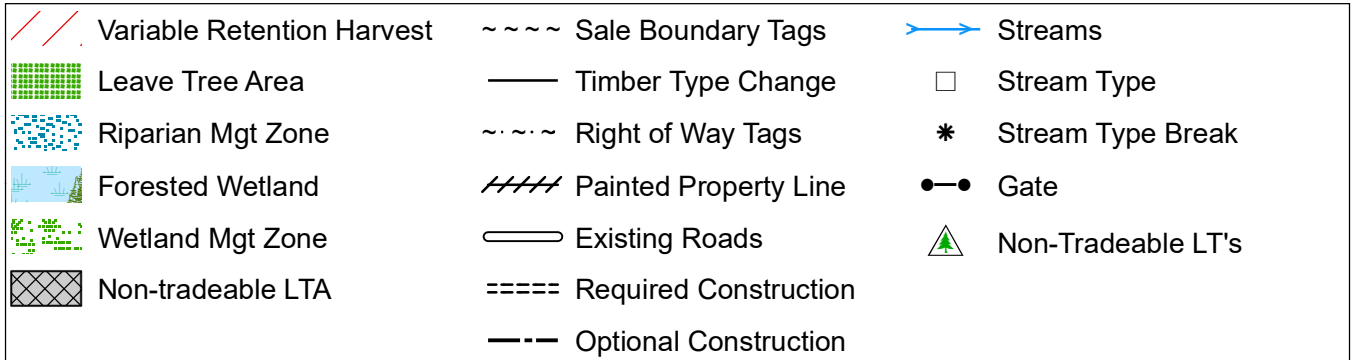 Variable Retention Harvest
Leave Tree Area
Riparian Mgt Zone
Forested Wetland
Wetland Mgt Zone
Non-tradeable LTA
Sale Boundary Tags
Timber Type Change
Right of Way Tags
Painted Property Line
Existing Roads
Required Construction
Optional Construction
Streams
Stream Type
Stream Type Break
Gate
Non-Tradeable LT's